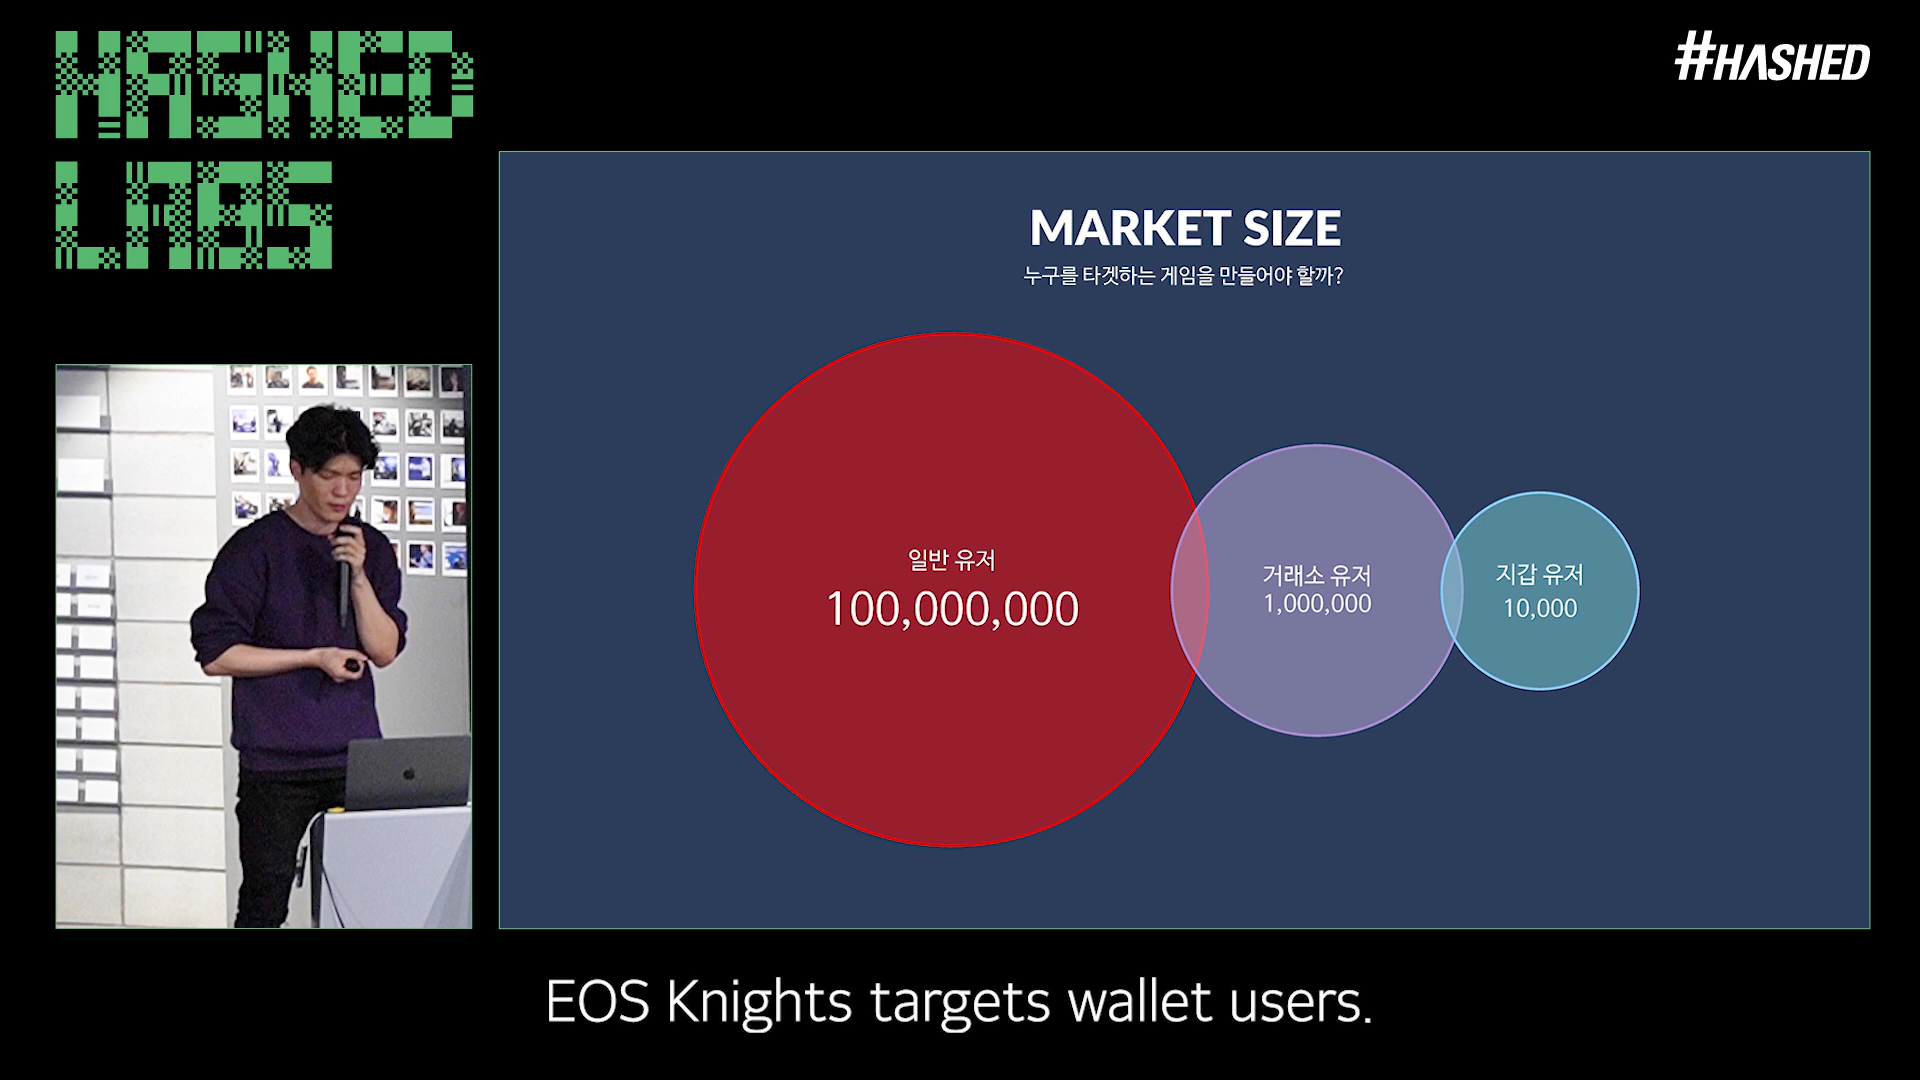 HASHED
LABS
#HASHED
MARKET SIZE
누구를 타겟하는 게임을 만들어야 할까?
일반 유저
100,000,000
거래소 유저
1,000,000
지갑 유저
10,000
EOS Knights targets wallet users.